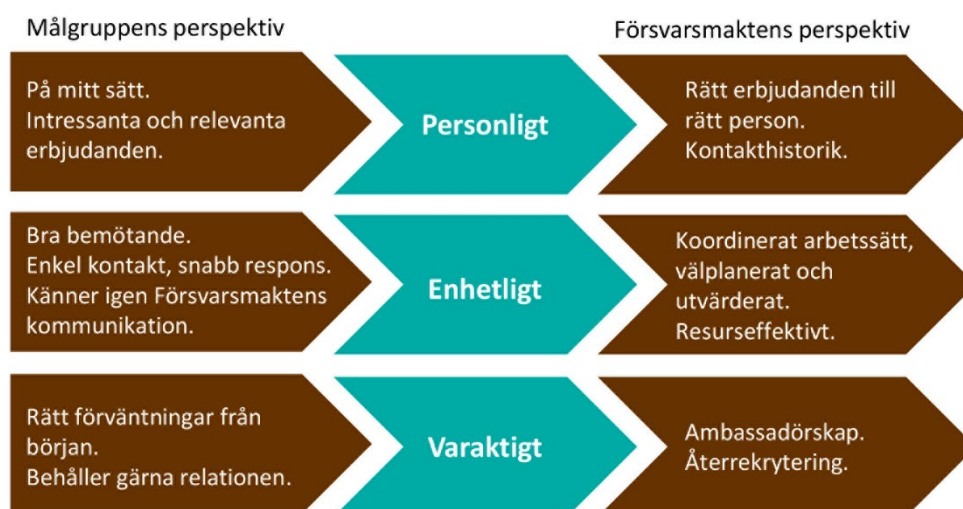 Målgruppens perspektiv
Försvarsmaktens perspektiv
På mitt sätt.
Intressanta och relevanta
erbjudanden.
Personligt
Rätt erbjudanden till
rätt person.
Kontakthistorik.
Bra bemötande.
Enkel kontakt, snabb respons.
Känner igen Försvarsmaktens
kommunikation.
Enhetligt
Koordinerat arbetssätt,
välplanerat och
utvärderat.
Resurseffektivt.
Rätt förväntningar från
början.
Behåller gärna relationen.
Varaktigt
Ambassadörskap.
Återrekrytering.